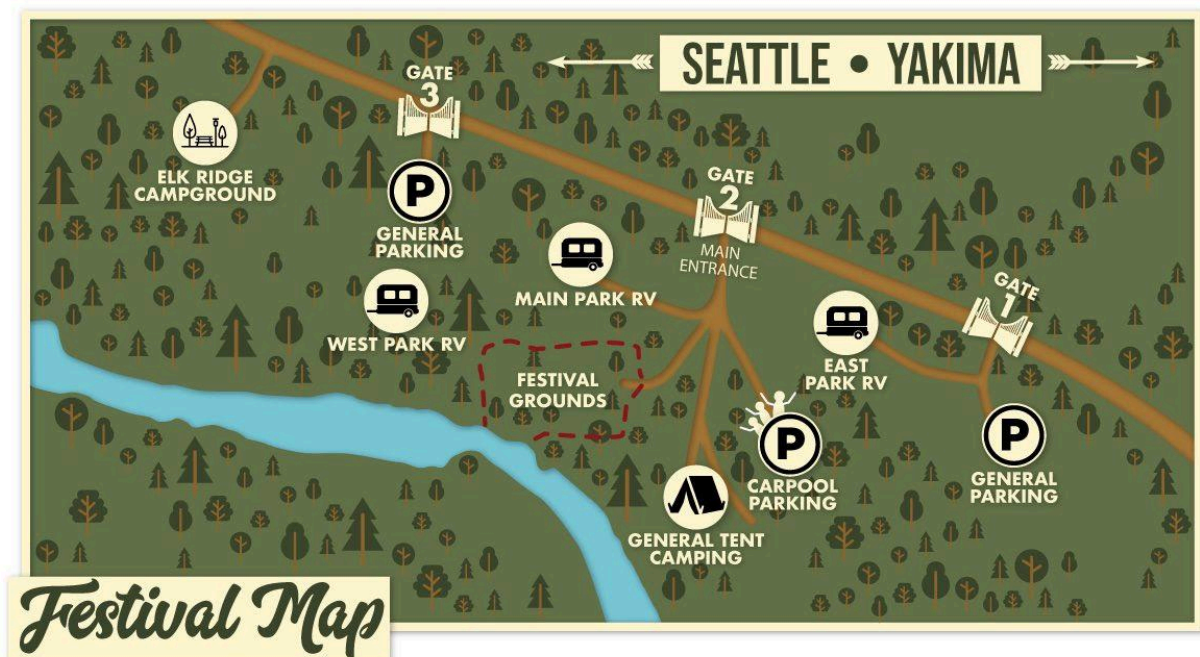 SEATTLE • YAKIMA
GATE
3
ELK RIDGE
CAMPGROUND
P
GENERAL
PARKING
GATE
2
MAIN
ENTRANCE
MAIN PARK RV
WEST PARK RV
GATE
1
EAST
PARK RV
FESTIVAL
GROUNDS
P
CARPOOL
PARKING
P
GENERAL
PARKING
GENERAL TENT
CAMPING
Festival Map